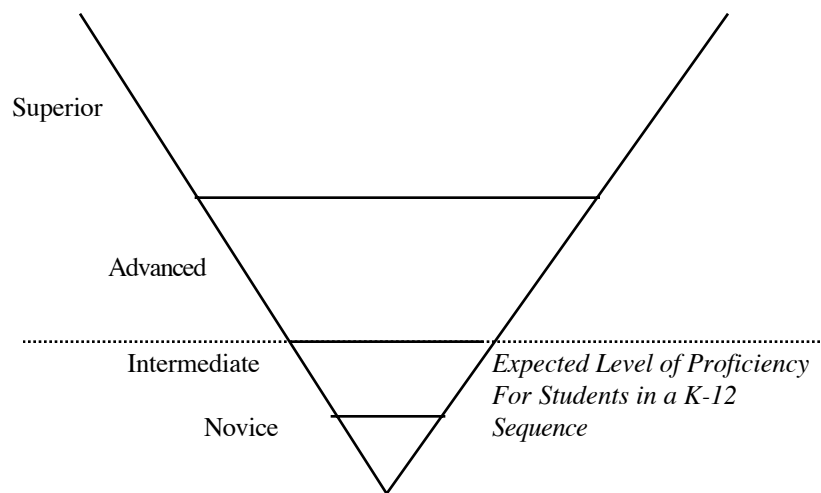 Superior
Advanced
Intermediate
Expected Level of Proficiency
For Students in a K-12
Novice
Sequence